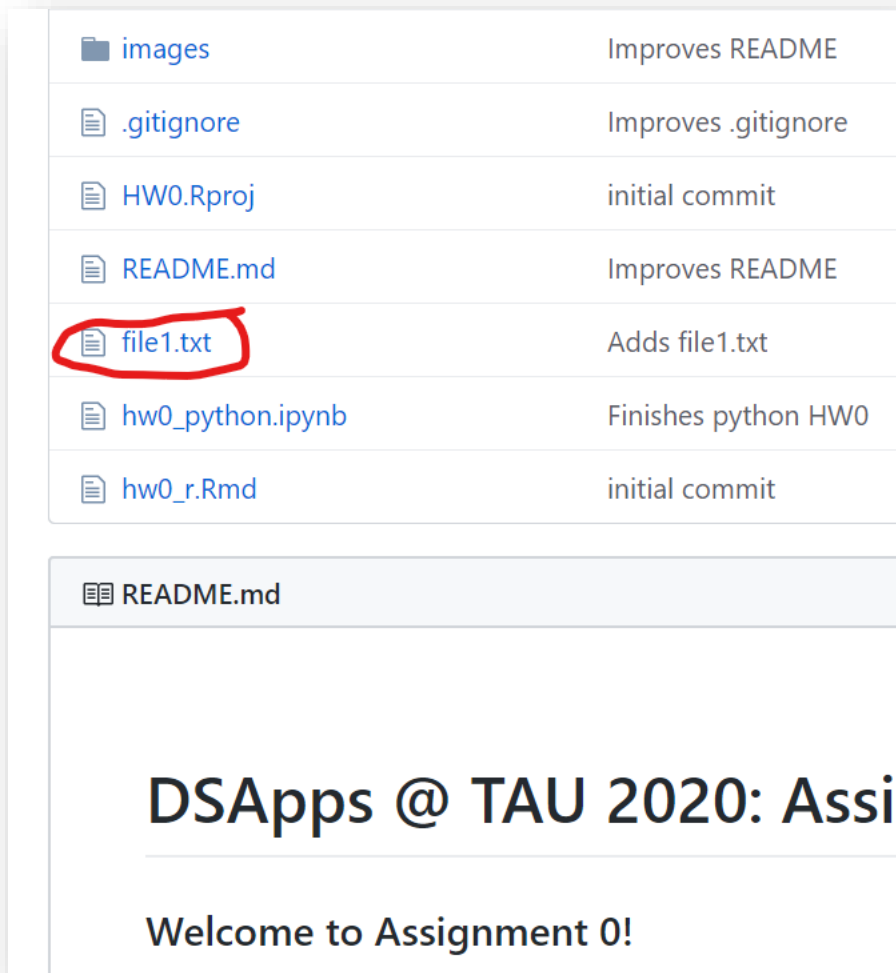 images Improves README
.gitignore Improves .gitignore
HW0.Rproj initial commit
README.md Improves README
file1.txt Adds file1.txt
hw0_python.ipynb Finishes python HW0
hw0_r.Rmd initial commit
README.md
DSApps @ TAU 2020: Assi
Welcome to Assignment 0!